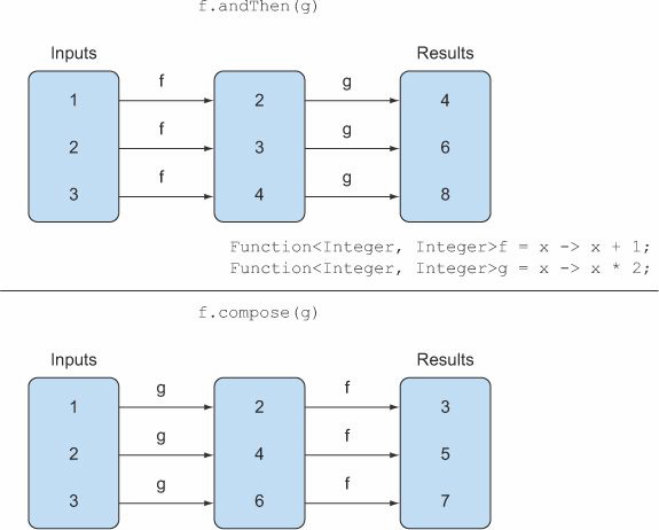 f.andThen(g)
Inputs Results
f g
1 2 4
f g
2 3 6
f g
3 4 8
Function<Integer, Integer>f = x -> x + 1;
Function<Integer, Integer>g = x -> x * 2;
f.compose(g)
Inputs Results
g f
1 2 3
g f
2 4 5
g f
3 6 7